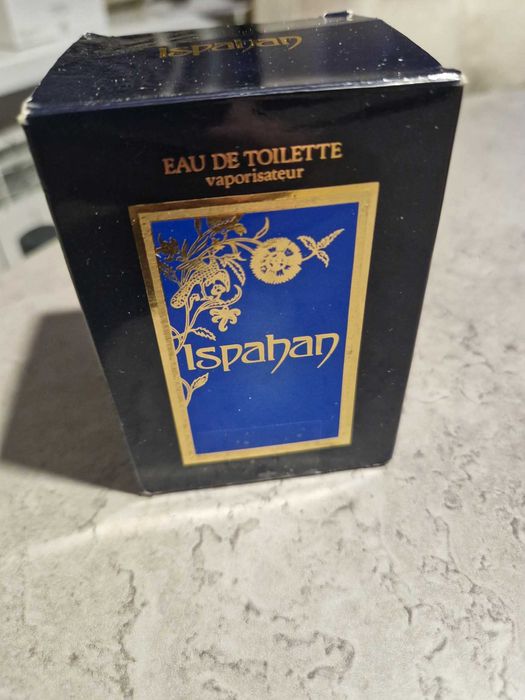 Ispahan
EAU DE TOILETTE
vaporisateur
Ispahan